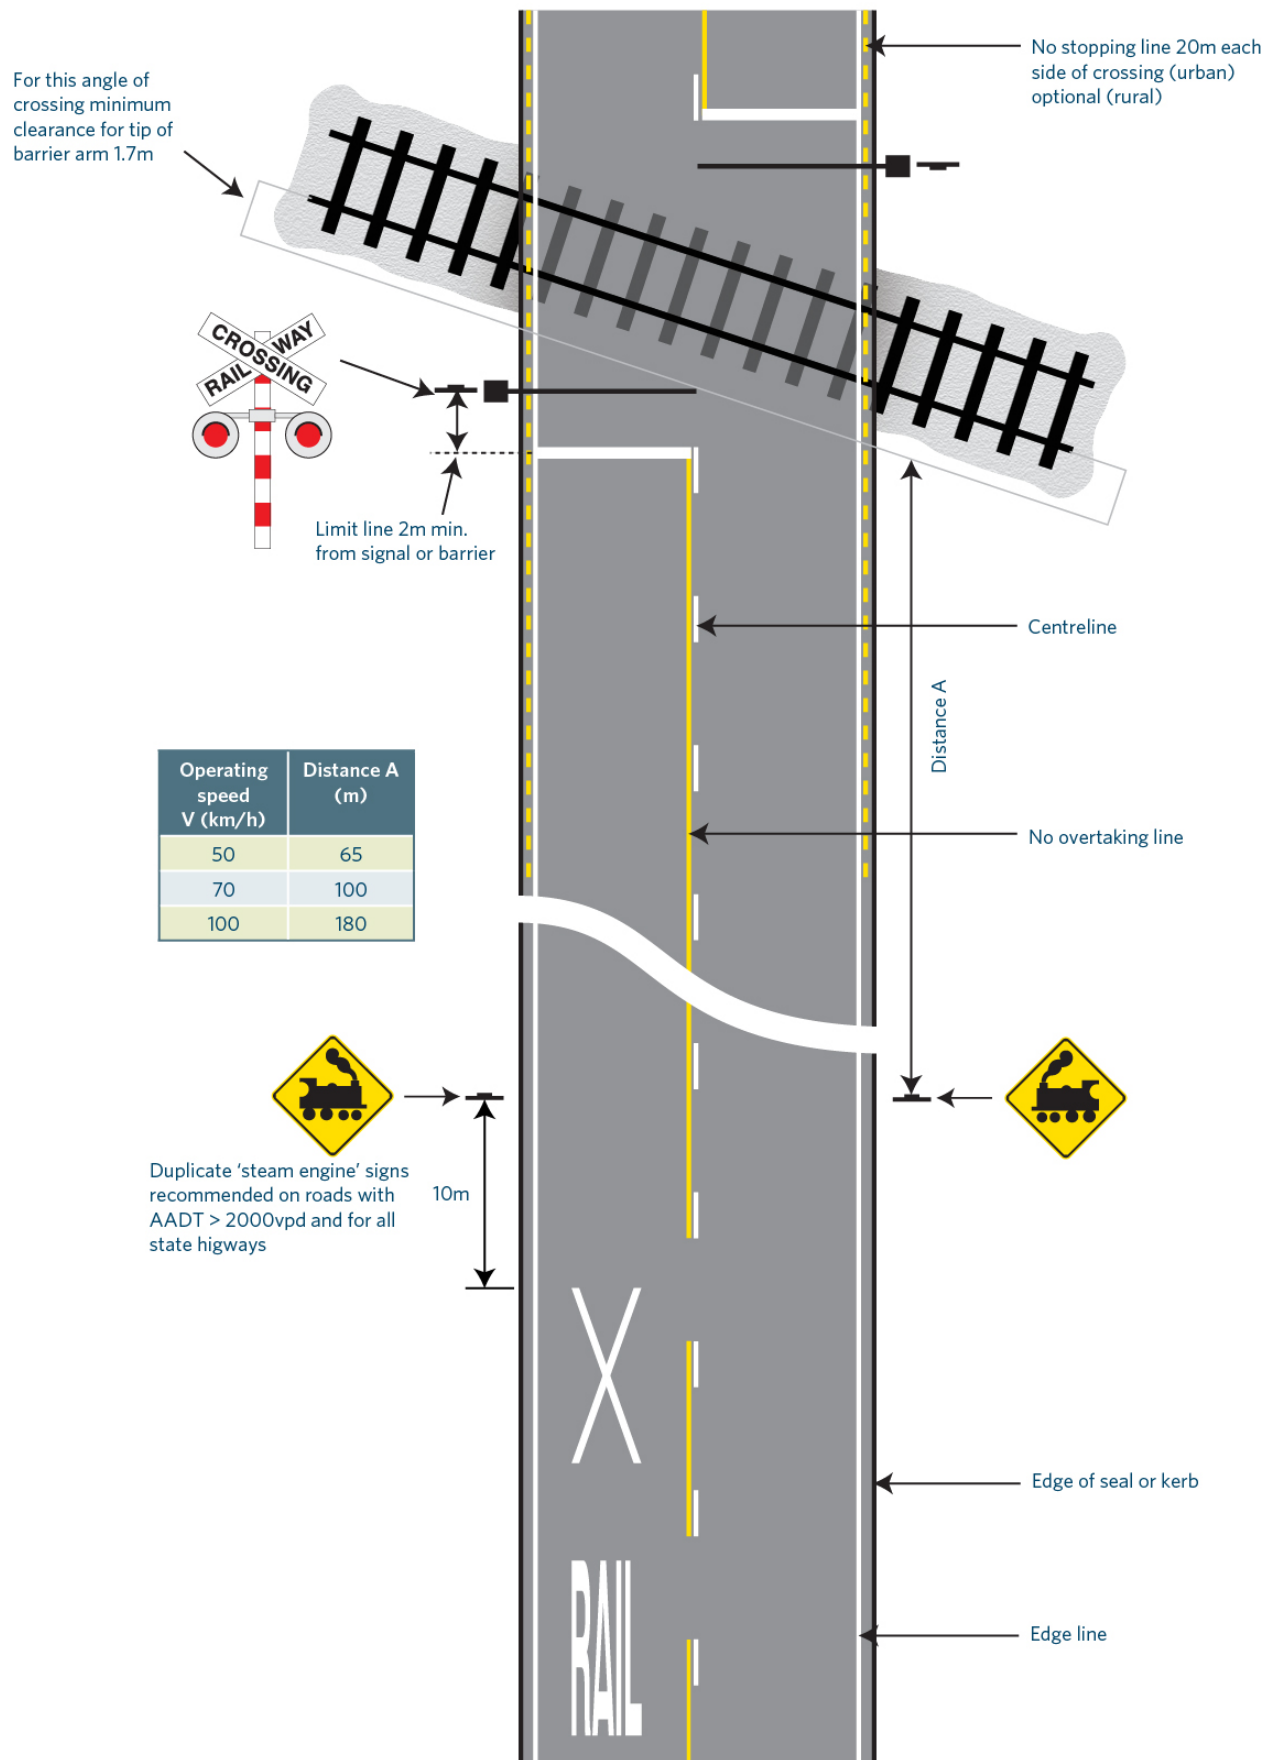 No stopping line 20m each
side of crossing (urban)
optional (rural)
For this angle of
crossing minimum
clearance for tip of
barrier arm 1.7m
RAILWAY
CROSSING
Limit line 2m min.
from signal or barrier
Centreline
Distance A
Operating speed V (km/h) Distance A (m)
50 65
70 100
100 180
No overtaking line
Duplicate ‘steam engine’ signs
recommended on roads with
AADT > 2000vpd and for all
state higways
10m
Edge of seal or kerb
RAIL
Edge line